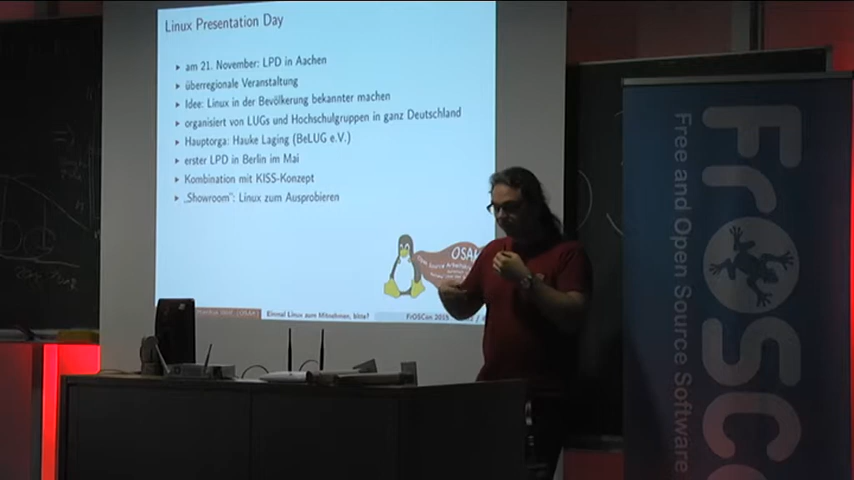 Linux Presentation Day
am 21. November: LPD in Aachen
überregionale Veranstaltung
Idee: Linux in der Bevölkerung bekannter machen
organisiert von LUGs und Hochschulgruppen in ganz Deutschland
Hauptorga: Hauke Laging (BeLUG e.V.)
erster LPD in Berlin im Mai
Kombination mit KISS-Konzept
„Showroom“: Linux zum Ausprobieren
OSAK
Einmal Linux zum Mitnehmen, bitte?
FrOSCon 2015
FrOSC
Free and Open Source Software